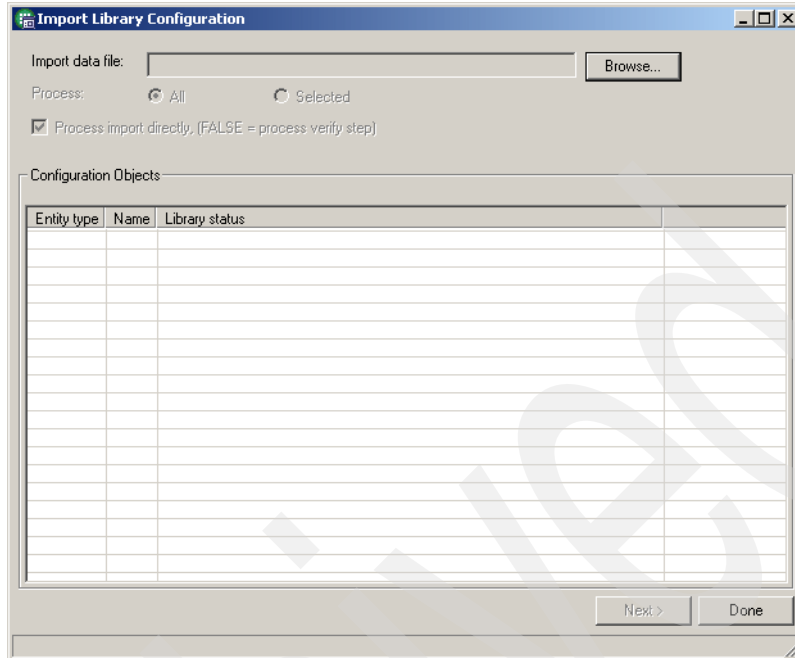 Import Library Configuration
Import data file:
Browse...
Process: All Selected
Process import directly, (FALSE = process verify step)
Configuration Objects
Entity type Name Library status
Next > Done